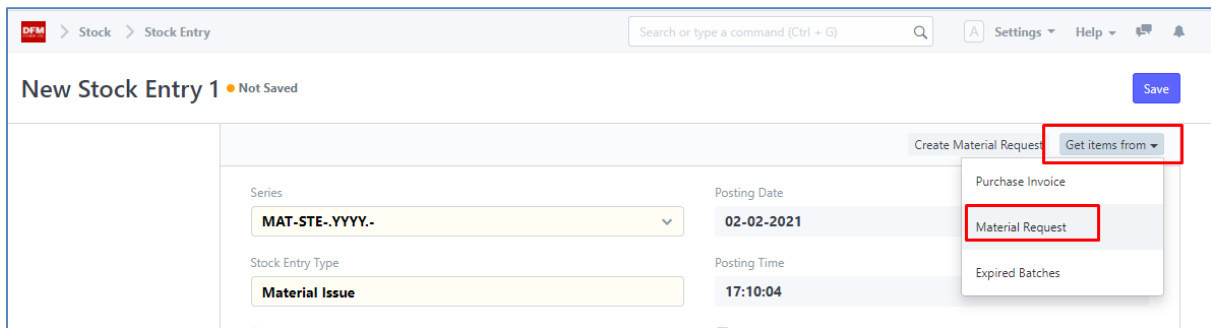 DFM Stock Stock Entry Search or type a command (Ctrl + G) A Settings Help
New Stock Entry 1 Not Saved Save
Create Material Request Get items from
Purchase Invoice
Material Request
Expired Batches
Series
MAT-STE-.YYYY.-
Posting Date
02-02-2021
Stock Entry Type
Material Issue
Posting Time
17:10:04